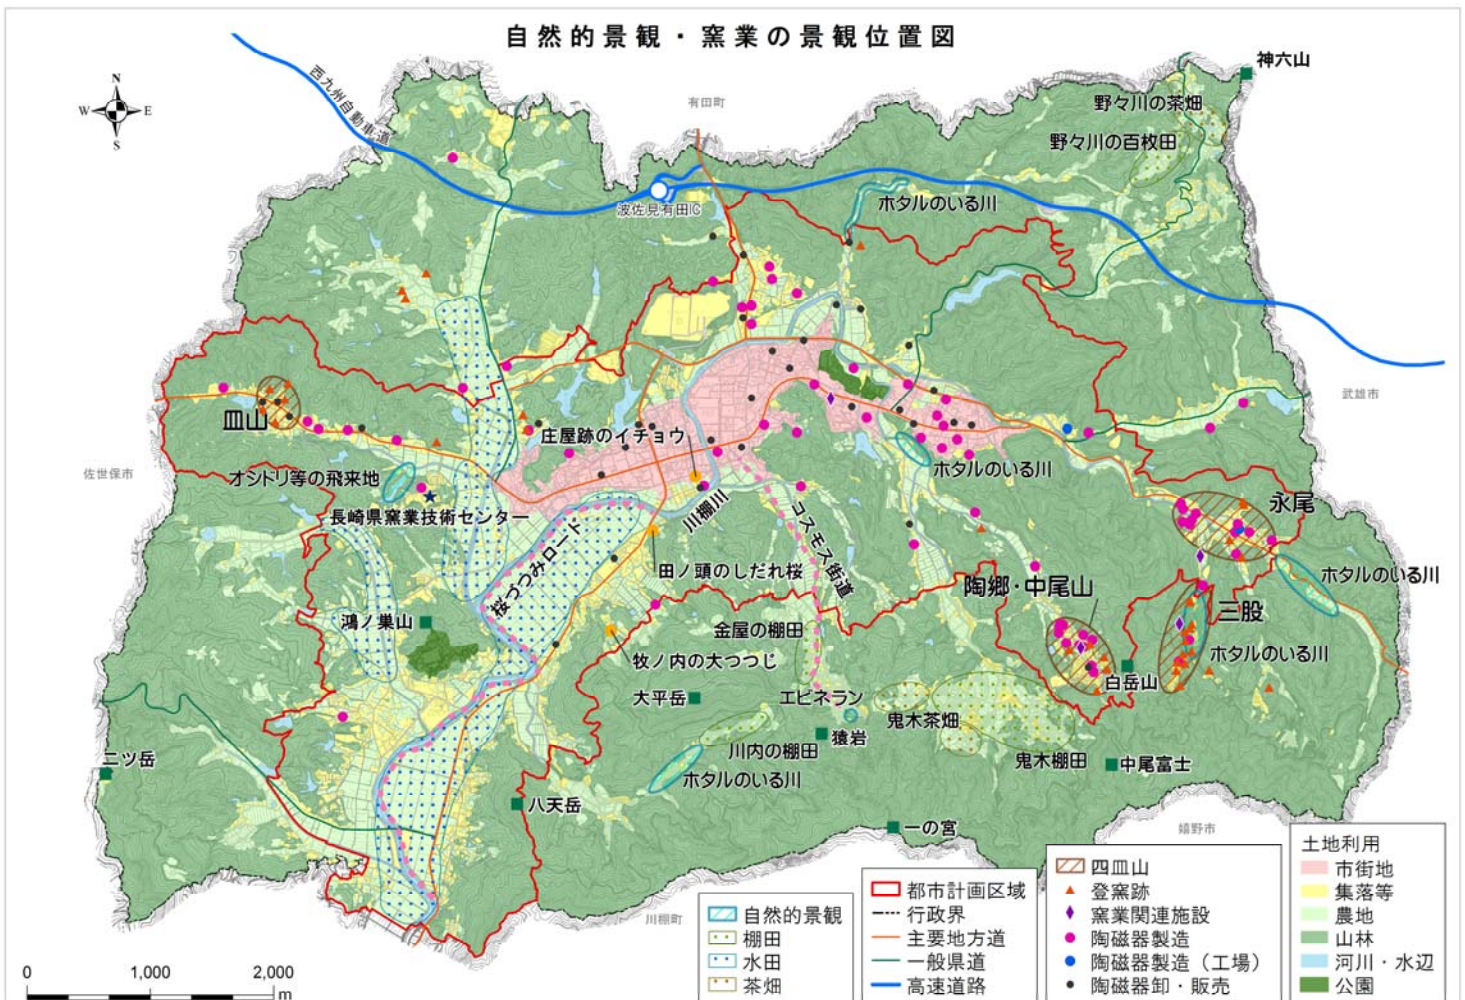 自然的景観・窯業の景観位置図
N
W
E
S
西九州自動車道
有田町
神六山
野々川の茶畑
野々川の百枚田
波佐見有田IC
ホタルのいる川
武雄市
皿山
佐世保市
オシドリ等の飛来地
長崎県窯業技術センター
庄屋跡のイチョウ
川棚川
ホタルのいる川
コスモス街道
桜づつみロード
永尾
田ノ頭のしだれ桜
陶郷・中尾山
ホタルのいる川
三股
鴻ノ巣山
金屋の棚田
牧ノ内の大つつじ
ホタルのいる川
白岳山
大平岳
エビネラン
鬼木茶畑
猿岩
川内の棚田
鬼木棚田
中尾富士
二ツ岳
ホタルのいる川
八天岳
一の宮
嬉野市
川棚町
0 1,000 2,000
m
自然的景観
棚田
水田
茶畑
都市計画区域
行政界
主要地方道
一般県道
高速道路
四皿山
登窯跡
窯業関連施設
陶磁器製造
陶磁器製造（工場）
陶磁器卸・販売
土地利用
市街地
集落等
農地
山林
河川・水辺
公園